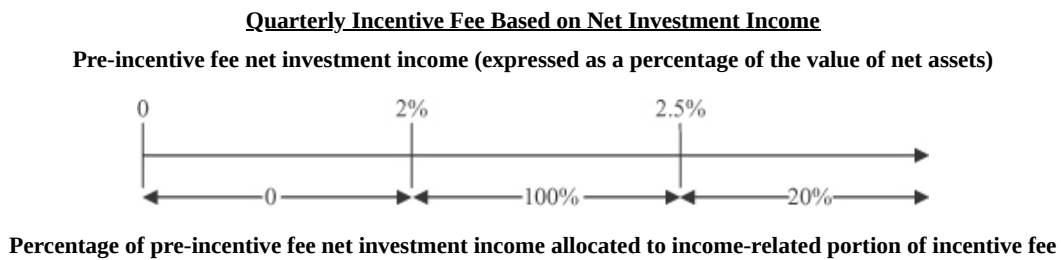 Quarterly Incentive Fee Based on Net Investment Income
Pre-incentive fee net investment income (expressed as a percentage of the value of net assets)
0 2% 2.5%
0 100% 20%
Percentage of pre-incentive fee net investment income allocated to income-related portion of incentive fee